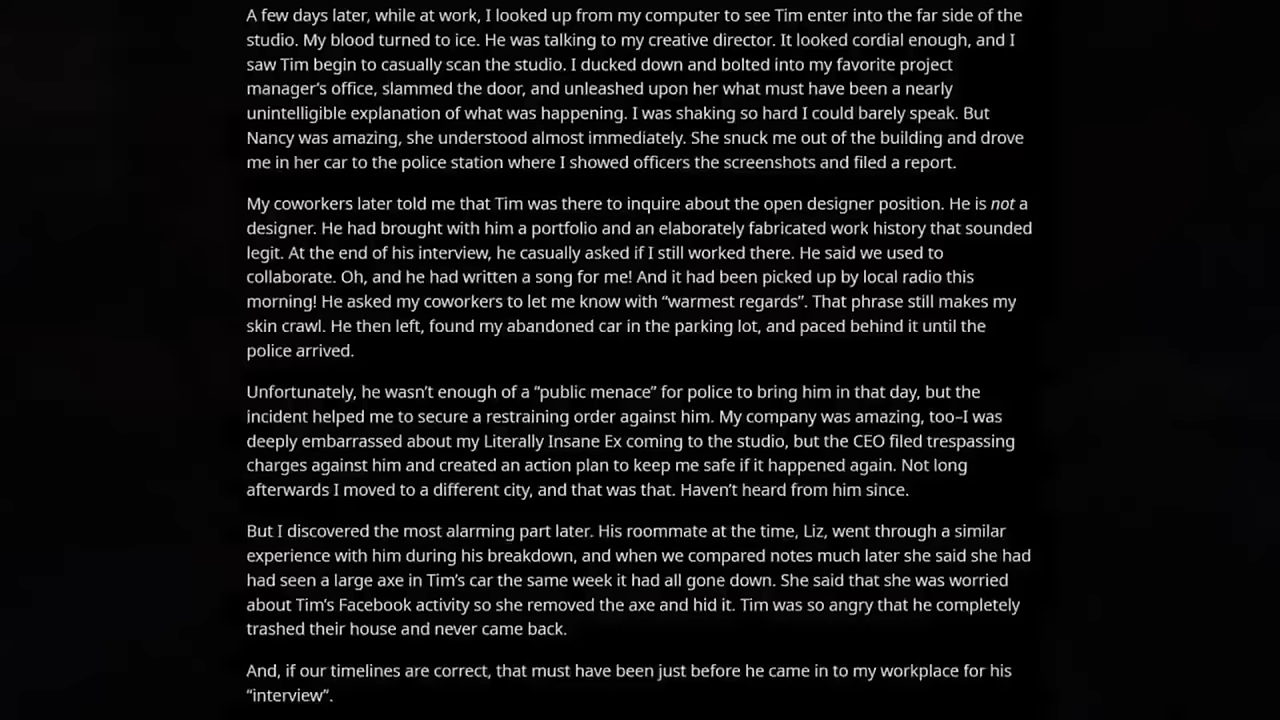 A few days later, while at work, I looked up from my computer to see Tim enter into the far side of the
studio. My blood turned to ice. He was talking to my creative director. It looked cordial enough, and I
saw Tim begin to casually scan the studio. I ducked down and bolted into my favorite project
manager’s office, slammed the door, and unleashed upon her what must have been a nearly
unintelligible explanation of what was happening. I was shaking so hard I could barely speak. But
Nancy was amazing, she understood almost immediately. She snuck me out of the building and drove
me in her car to the police station where I showed officers the screenshots and filed a report.
My coworkers later told me that Tim was there to inquire about the open designer position. He is not a
designer. He had brought with him a portfolio and an elaborately fabricated work history that sounded
legit. At the end of his interview, he casually asked if I still worked there. He said we used to
collaborate. Oh, and he had written a song for me! And it had been picked up by local radio this
morning! He asked my coworkers to let me know with “warmest regards”. That phrase still makes my
skin crawl. He then left, found my abandoned car in the parking lot, and paced behind it until the
police arrived.
Unfortunately, he wasn’t enough of a “public menace” for police to bring him in that day, but the
incident helped me to secure a restraining order against him. My company was amazing, too–I was
deeply embarrassed about my Literally Insane Ex coming to the studio, but the CEO filed trespassing
charges against him and created an action plan to keep me safe if it happened again. Not long
afterwards I moved to a different city, and that was that. Haven’t heard from him since.
But I discovered the most alarming part later. His roommate at the time, Liz, went through a similar
experience with him during his breakdown, and when we compared notes much later she said she had
had seen a large axe in Tim’s car the same week it had all gone down. She said that she was worried
about Tim’s Facebook activity so she removed the axe and hid it. Tim was so angry that he completely
trashed their house and never came back.
And, if our timelines are correct, that must have been just before he came in to my workplace for his
“interview”.